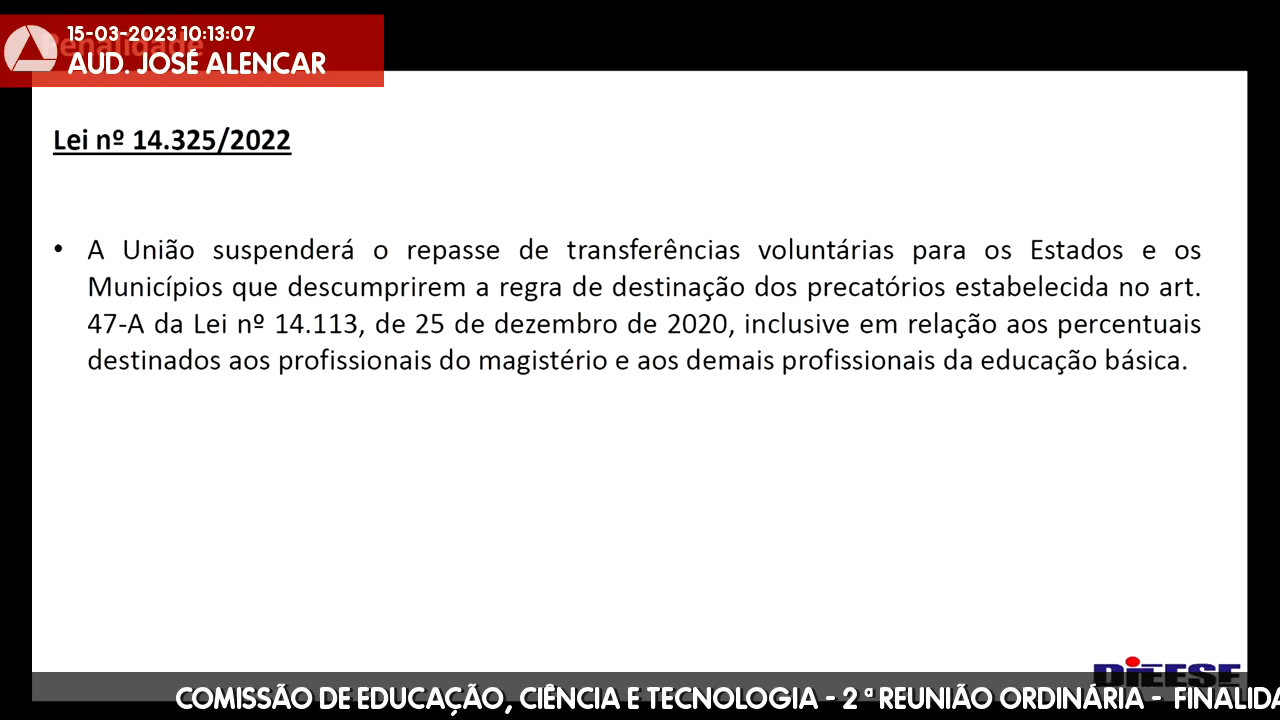 15-03-2023 10:13:07
Penalidade
AUD. JOSÉ ALENCAR
Lei nº 14.325/2022
• A União suspenderá o repasse de transferências voluntárias para os Estados e os
Municípios que descumprirem a regra de destinação dos precatórios estabelecida no art.
47-A da Lei nº 14.113, de 25 de dezembro de 2020, inclusive em relação aos percentuais
destinados aos profissionais do magistério e aos demais profissionais da educação básica.
DIEESE
COMISSÃO DE EDUCAÇÃO, CIÊNCIA E TECNOLOGIA - 2 ª REUNIÃO ORDINÁRIA - FINALIDA